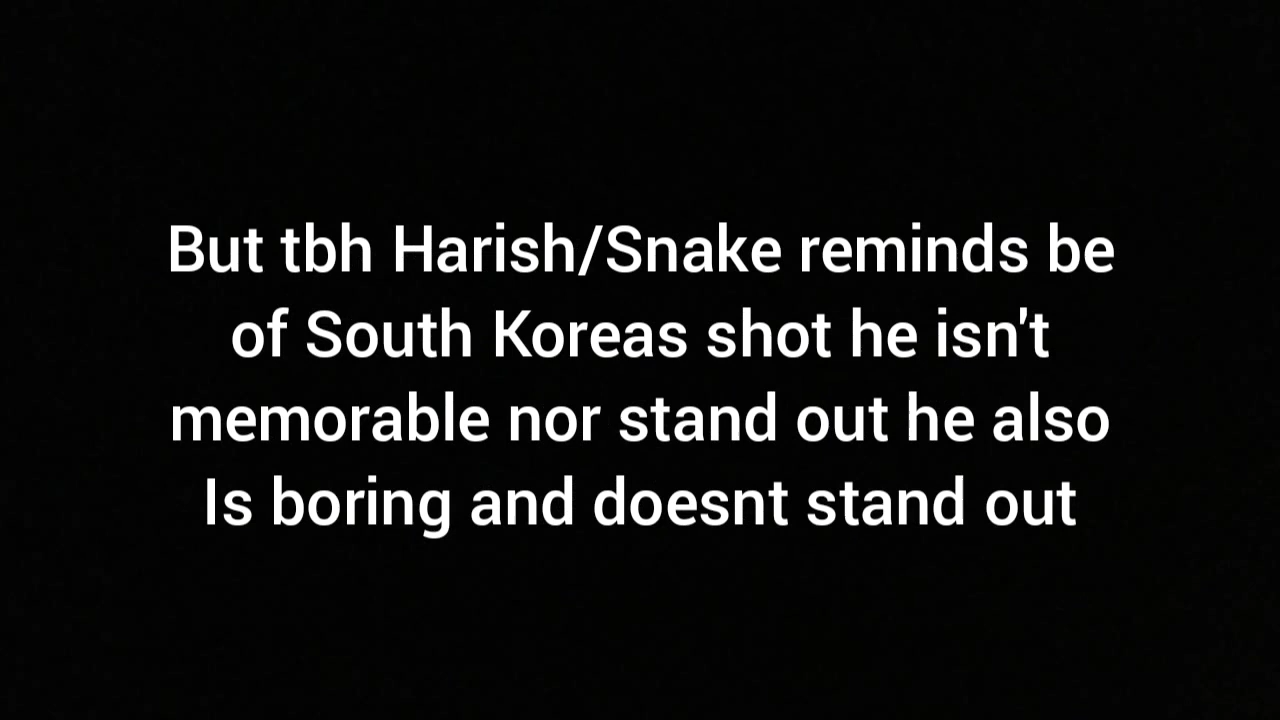 But tbh Harish/Snake reminds be
of South Koreas shot he isn't
memorable nor stand out he also
Is boring and doesnt stand out